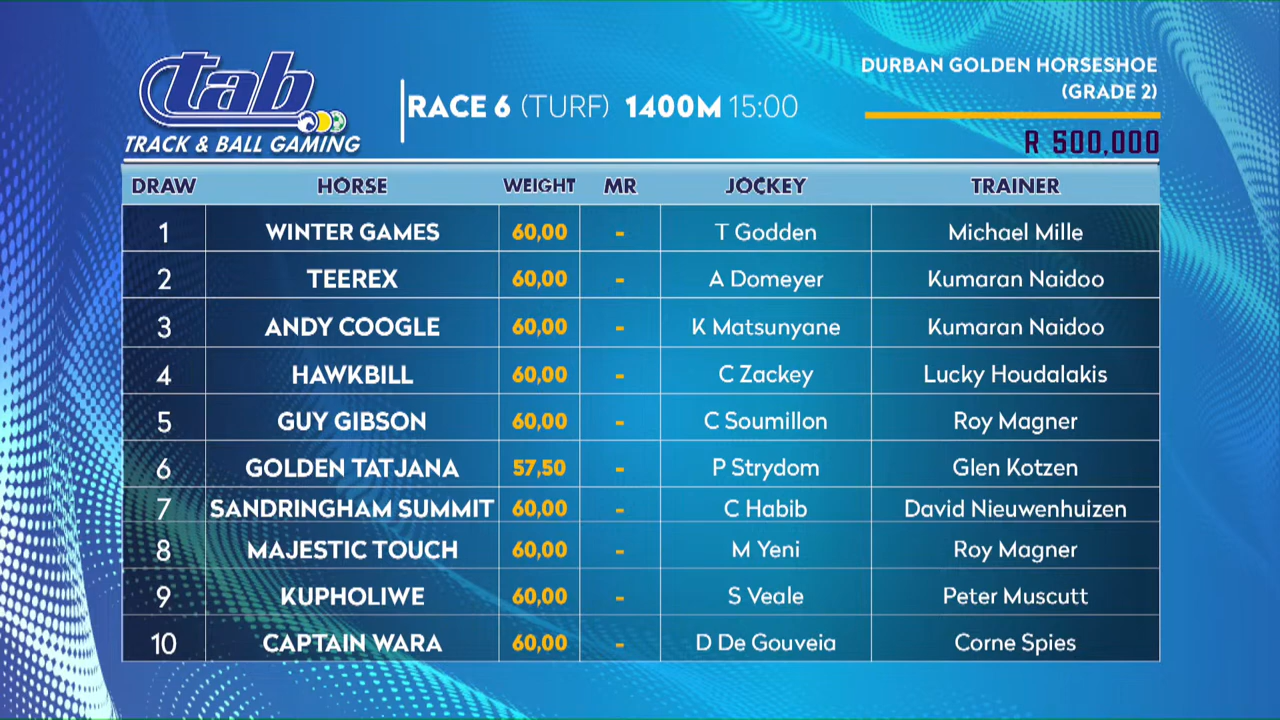 tab
TRACK & BALL GAMING
RACE 6 (TURF) 1400M 15:00
DURBAN GOLDEN HORSESHOE
(GRADE 2)
R 500,000
DRAW HORSE WEIGHT MR JOCKEY TRAINER
1 WINTER GAMES 60,00 - T Godden Michael Mille
2 TEEREX 60,00 - A Domeyer Kumaran Naidoo
3 ANDY COOGLE 60,00 - K Matsunyane Kumaran Naidoo
4 HAWKBILL 60,00 - C Zackey Lucky Houdalakis
5 GUY GIBSON 60,00 - C Soumillon Roy Magner
6 GOLDEN TATJANA 57,50 - P Strydom Glen Kotzen
7 SANDRINGHAM SUMMIT 60,00 - C Habib David Nieuwenhuizen
8 MAJESTIC TOUCH 60,00 - M Yeni Roy Magner
9 KUPHOLIWE 60,00 - S Veale Peter Muscutt
10 CAPTAIN WARA 60,00 - D De Gouveia Corne Spies